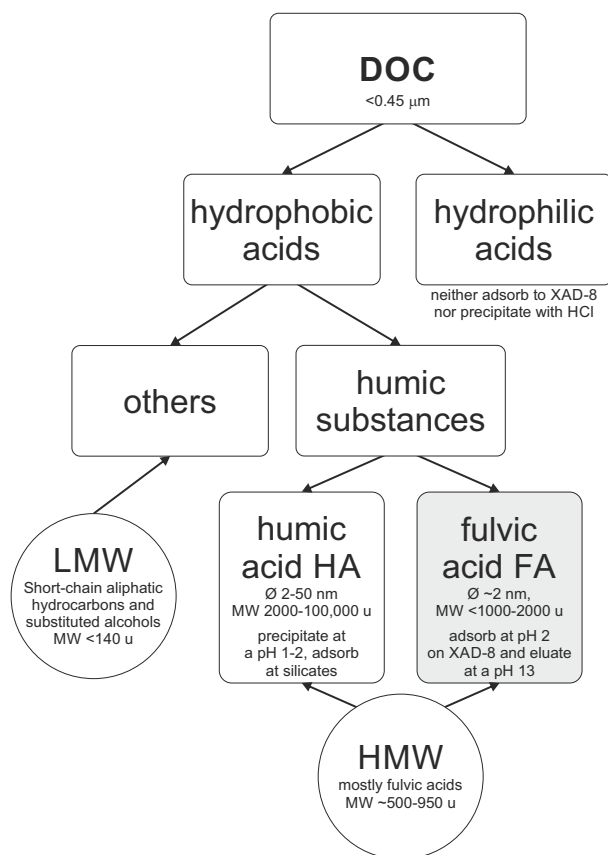 DOC
<0.45 μm
hydrophobic
acids
hydrophilic
acids
neither adsorb to XAD-8
nor precipitate with HCl
others
humic
substances
LMW
Short-chain aliphatic
hydrocarbons and
substituted alcohols
MW <140 u
humic
acid HA
Ø 2-50 nm
MW 2000-100,000 u
precipitate at
a pH 1-2, adsorb
at silicates
fulvic
acid FA
Ø ~2 nm,
MW <1000-2000 u
adsorb at pH 2
on XAD-8 and eluate
at a pH 13
HMW
mostly fulvic acids
MW ~500-950 u